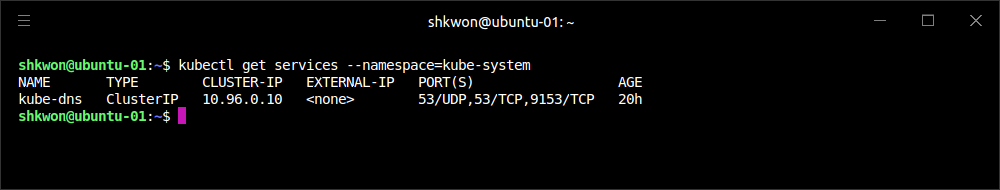 shkwon@ubuntu-01: ~
shkwon@ubuntu-01:~$ kubectl get services --namespace=kube-system
NAME TYPE CLUSTER-IP EXTERNAL-IP PORT(S) AGE
kube-dns ClusterIP 10.96.0.10 <none> 53/UDP,53/TCP,9153/TCP 20h
shkwon@ubuntu-01:~$